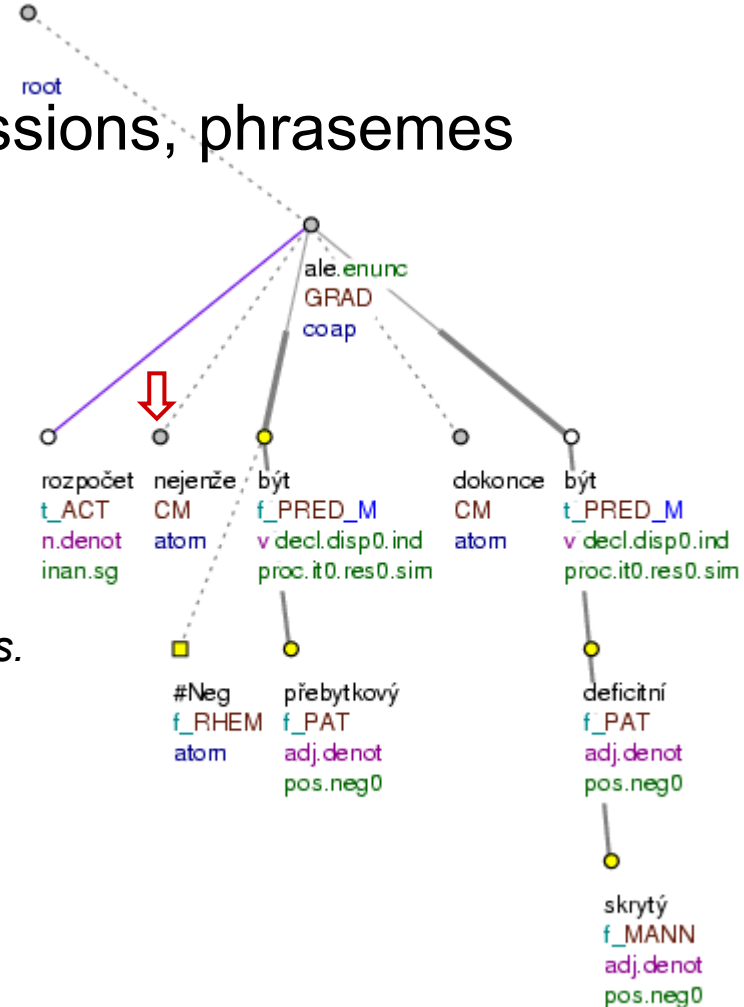 root
ssions, phrasemes
ale.enunc
GRAD
coap
rozpočet
t_ACT
n.denot
inan.sg
nejenže
CM
atom
být
f_PRED_M
v decl.disp0.ind
proc.it0.res0.sim
dokonce
CM
atom
být
t_PRED_M
v decl.disp0.ind
proc.it0.res0.sim
s.
#Neg
f_RHEM
atom
přebytkový
f_PAT
adj.denot
pos.neg0
deficitní
f_PAT
adj.denot
pos.neg0
skrytý
f_MANN
adj.denot
pos.neg0